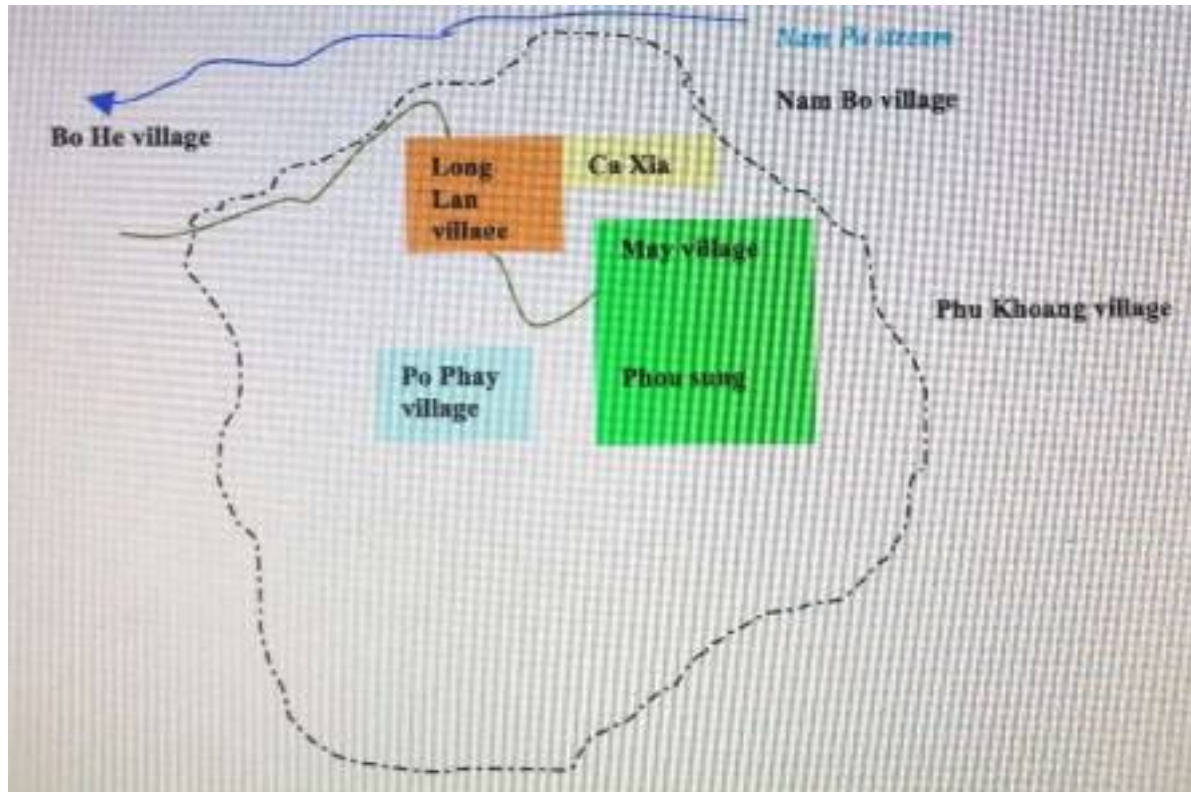 Nam Pa stream
Nam Bo village
Bo He village
Long
Lan
village
Ca Xia
May village
Phu Khoang village
Po Phay
village
Phou sung